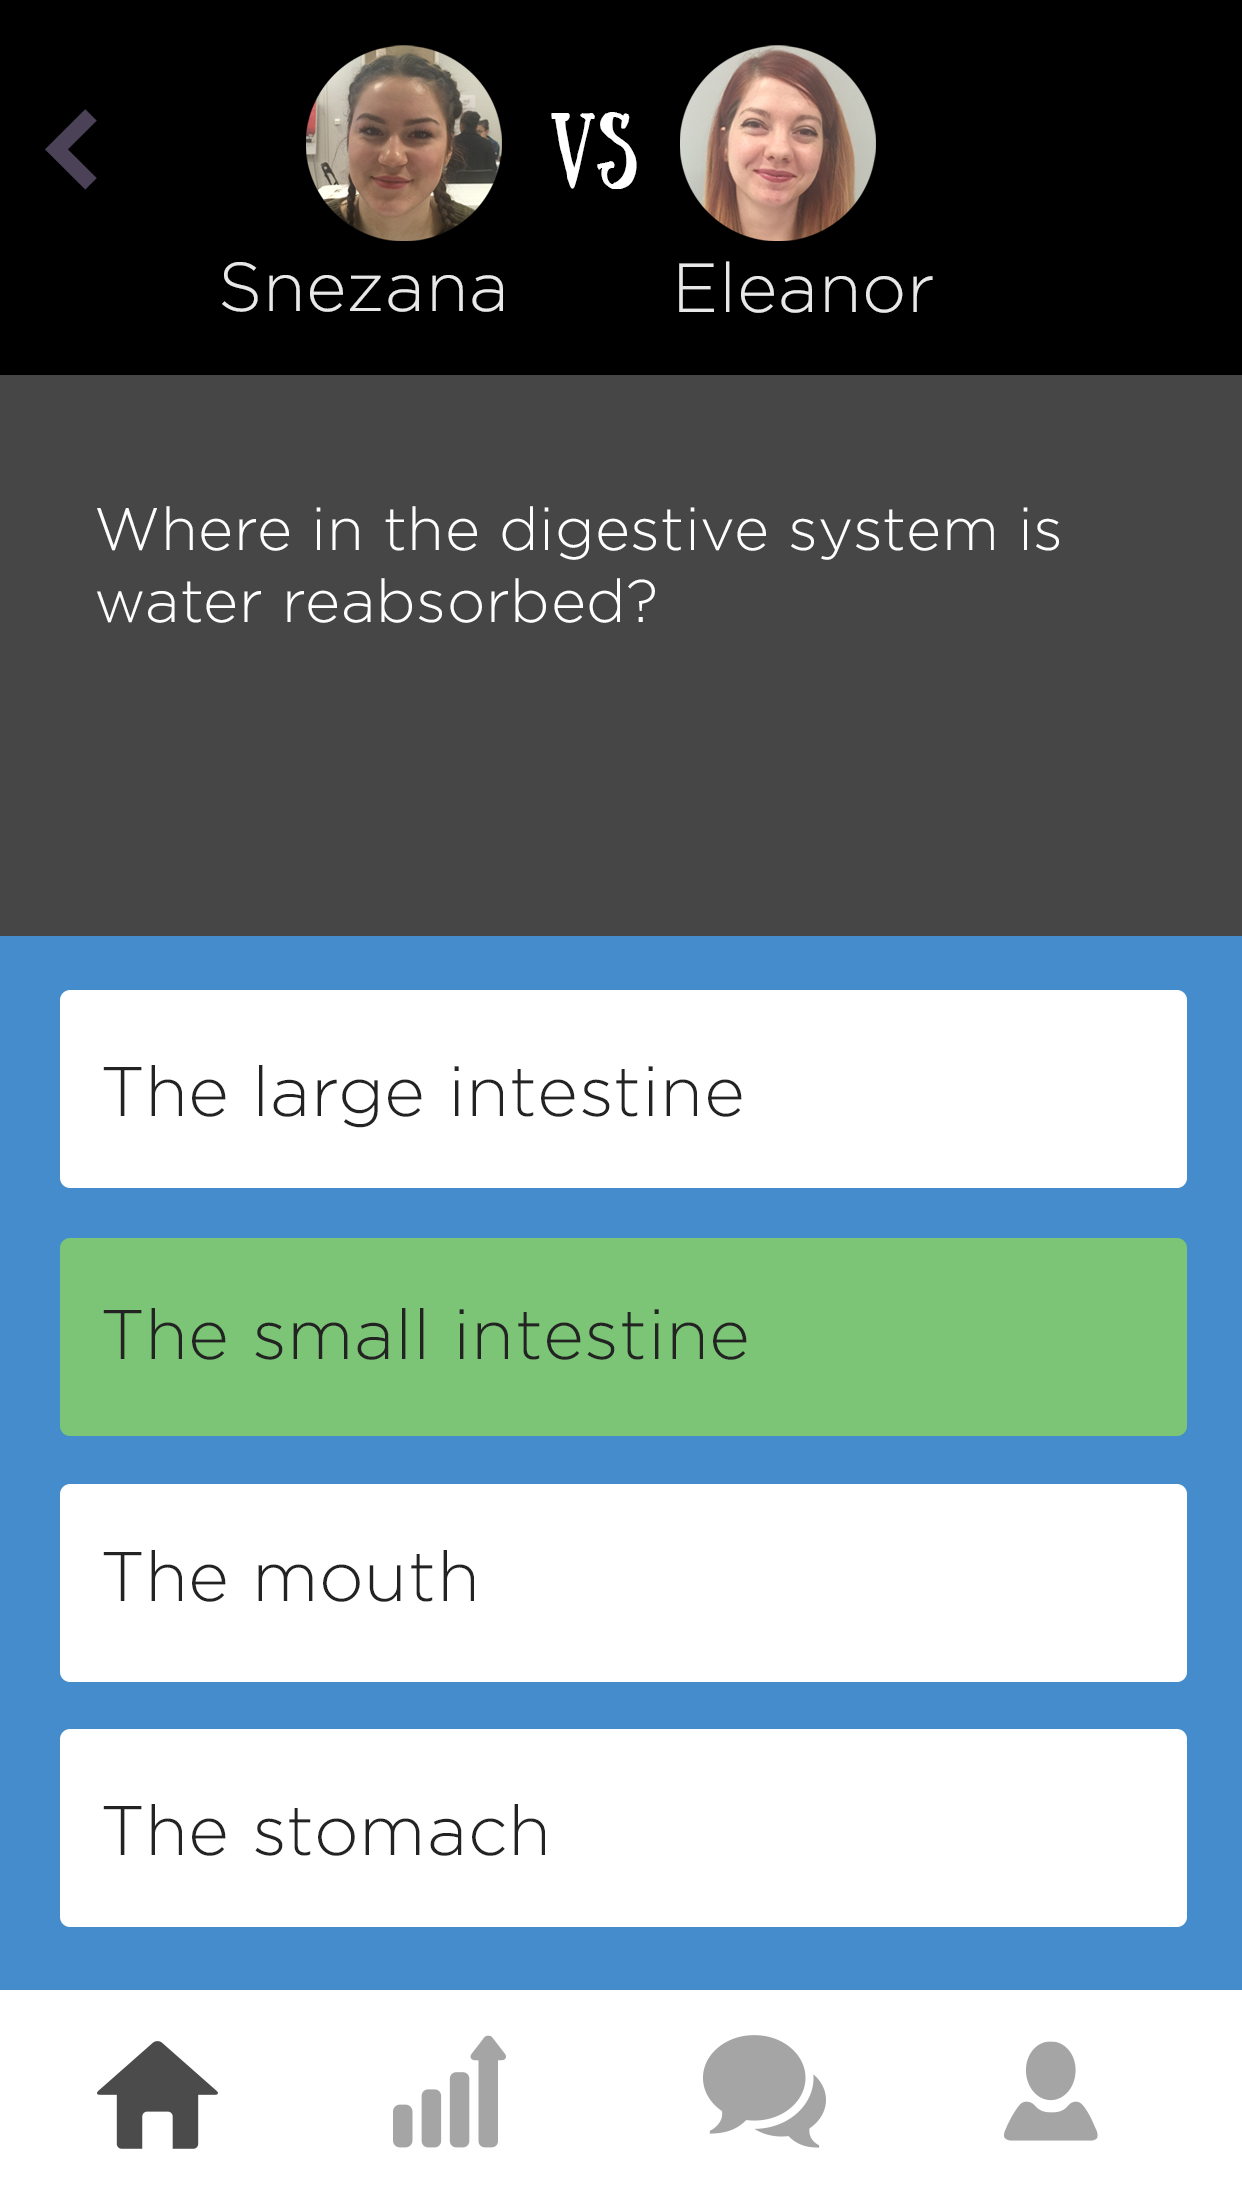 VS
Snezana
Eleanor
Where in the digestive system is
water reabsorbed?
The large intestine
The small intestine
The mouth
The stomach